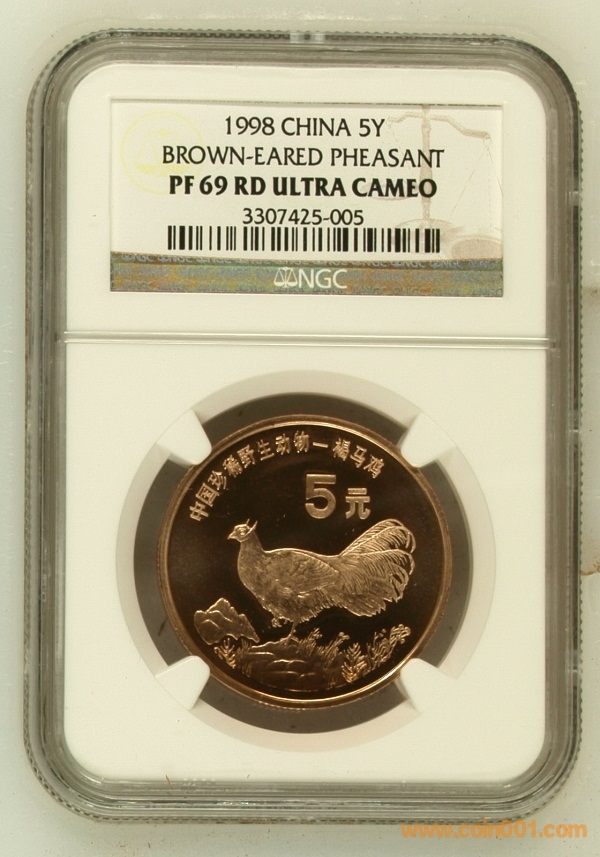 1998 CHINA 5Y
BROWN-EARED PHEASANT
PF 69 RD ULTRA CAMEO
3307425-005
NGC
中国珍稀野生动物—褐马鸡
5元
www.coin001.com